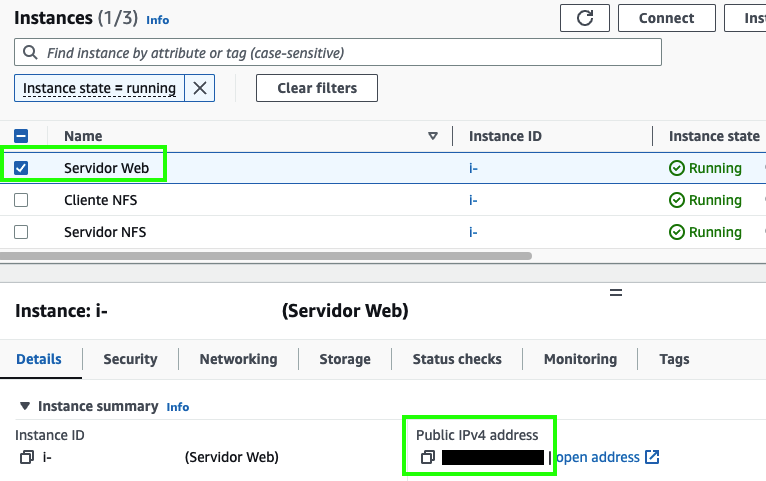 Instances (1/3) Info
Connect Ins
Find instance by attribute or tag (case-sensitive)
Instance state = running Clear filters
Name Instance ID Instance state
Servidor Web i- Running
Cliente NFS i- Running
Servidor NFS i- Running
Instance: i- (Servidor Web)
Details Security Networking Storage Status checks Monitoring Tags
Instance summary Info
Instance ID Public IPv4 address
i- (Servidor Web) | open address